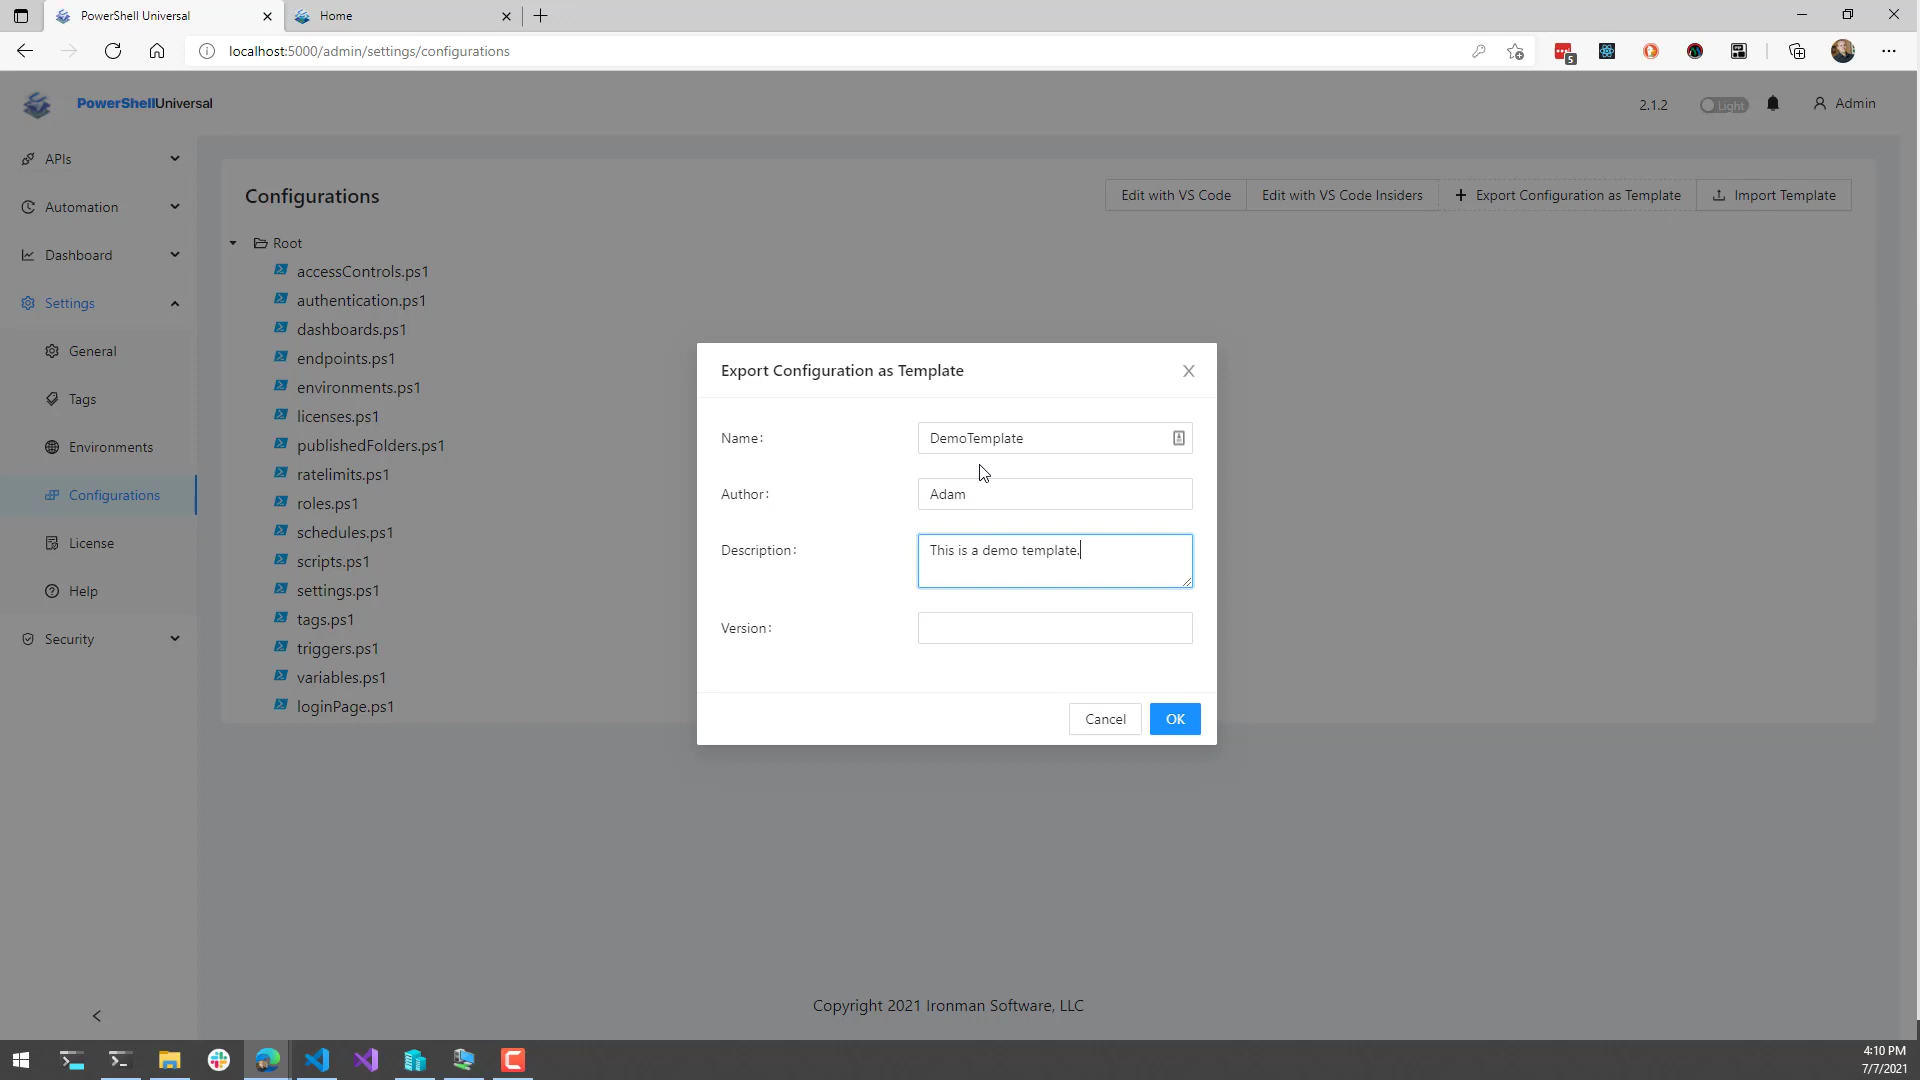 PowerShell Universal
Home
localhost:5000/admin/settings/configurations
5
PowerShellUniversal
2.1.2
Light
Admin
APIs
Automation
Dashboard
Settings
General
Tags
Environments
Configurations
License
Help
Security
Configurations
Edit with VS Code
Edit with VS Code Insiders
Export Configuration as Template
Import Template
Root
accessControls.ps1
authentication.ps1
dashboards.ps1
endpoints.ps1
environments.ps1
licenses.ps1
publishedFolders.ps1
ratelimits.ps1
roles.ps1
schedules.ps1
scripts.ps1
settings.ps1
tags.ps1
triggers.ps1
variables.ps1
loginPage.ps1
Export Configuration as Template
Name:
DemoTemplate
Author:
Adam
Description:
This is a demo template.
Version:
Cancel
OK
Copyright 2021 Ironman Software, LLC
4:10 PM
7/7/2021